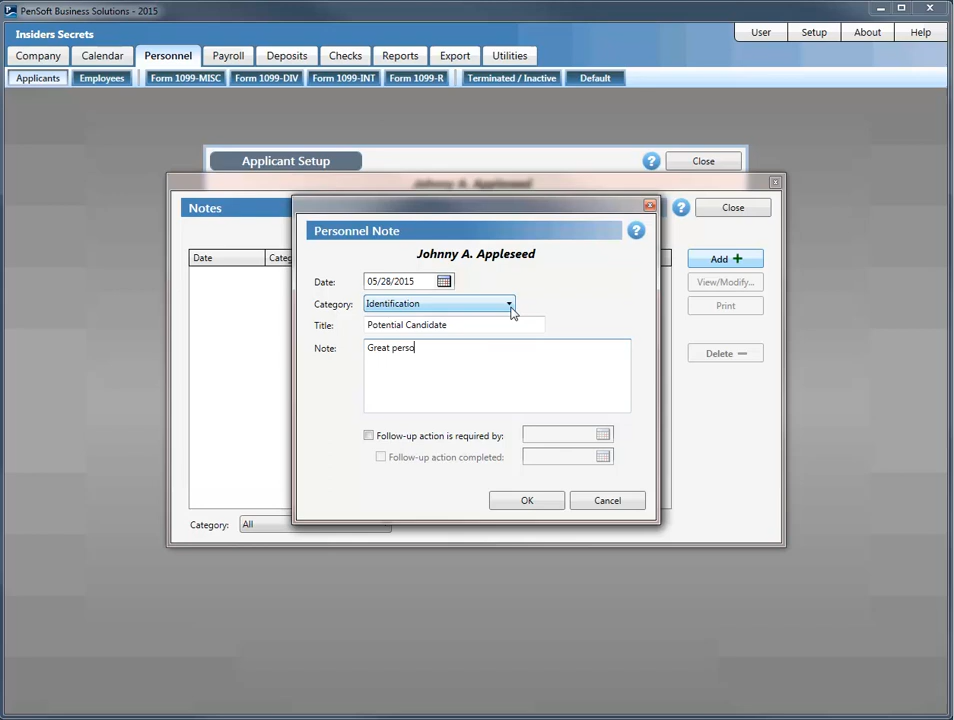 PenSoft Business Solutions - 2015
Insiders Secrets
User Setup About Help
Company Calendar Personnel Payroll Deposits Checks Reports Export Utilities
Applicants Employees Form 1099-MISC Form 1099-DIV Form 1099-INT Form 1099-R Terminated / Inactive Default
Applicant Setup ? Close
Johnny A. Appleseed
Notes ? Close
Personnel Note ?
Johnny A. Appleseed
Date Categ
Add +
Date: 05/28/2015
View/Modify...
Category: Identification
Print
Title: Potential Candidate
Note: Great perso
Delete −
Follow-up action is required by:
Follow-up action completed:
OK Cancel
Category: All